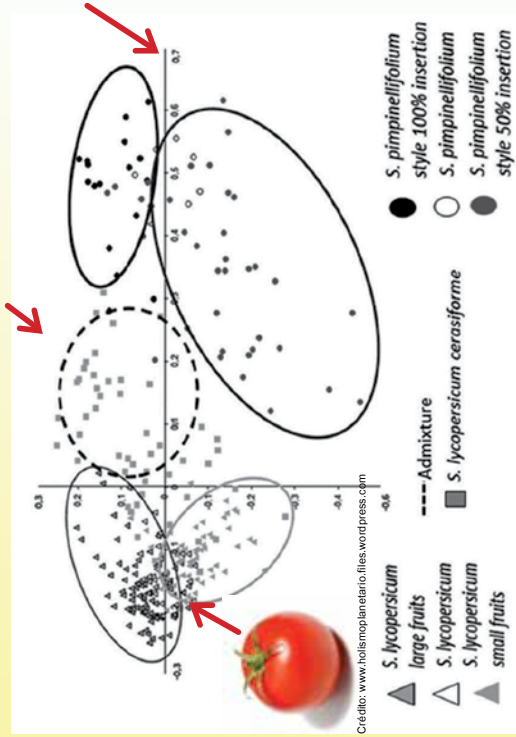 0,3
0,2
0,1
-0,1
-0,2
-0,3
-0,4
-0,6
-0,3
0,1
0,2
0,3
0,4
0,5
0,6
0,7
Crédito: www.holismoplanetario.files.wordpress.com
S. lycopersicum
large fruits
S. lycopersicum
S. lycopersicum
small fruits
Admixture
S. lycopersicum cerasiforme
S. pimpinellifolium
style 100% insertion
S. pimpinellifolium
S. pimpinellifolium
style 50% insertion